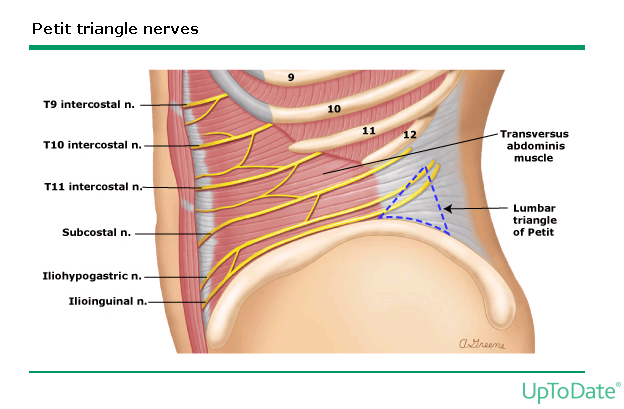 Petit triangle nerves
9
T9 intercostal n.
10
11
12
Transversus
abdominis
muscle
T10 intercostal n.
T11 intercostal n.
Lumbar
triangle
of Petit
Subcostal n.
Iliohypogastric n.
Ilioinguinal n.
A.Greene
UpToDate®